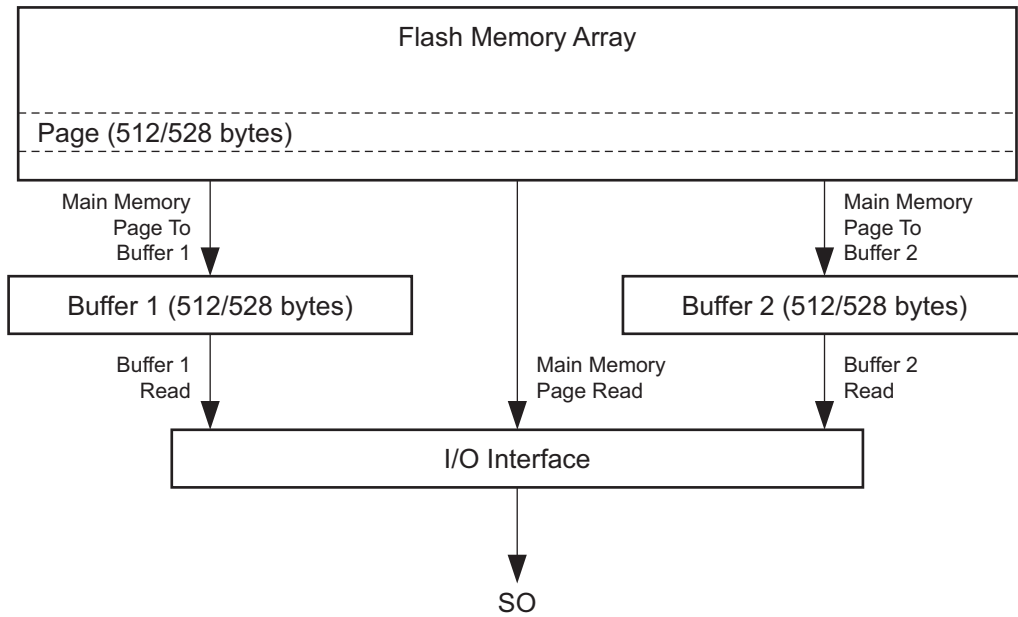 Flash Memory Array
Page (512/528 bytes)
Main Memory
Page To
Buffer 1
Main Memory
Page To
Buffer 2
Buffer 1 (512/528 bytes)
Buffer 2 (512/528 bytes)
Buffer 1
Read
Main Memory
Page Read
Buffer 2
Read
I/O Interface
SO